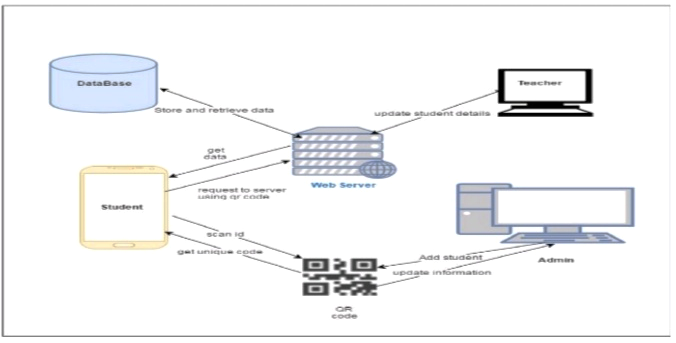 DataBase
Teacher
Store and retrieve data
update student details
get
data
Web Server
request to server
using qr code
Student
scan id
get unique code
Add student
update information
Admin
QR
code